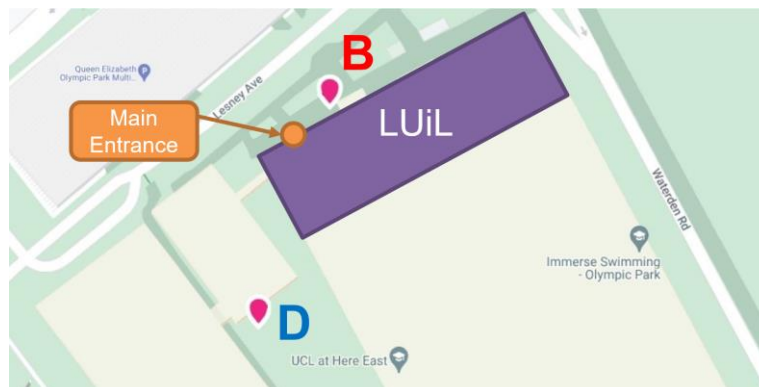 Queen Elizabeth
Olympic Park Multi...
P
Lesney Ave
B
Main
Entrance
LUiL
Waterden Rd
Immerse Swimming
- Olympic Park
D
UCL at Here East